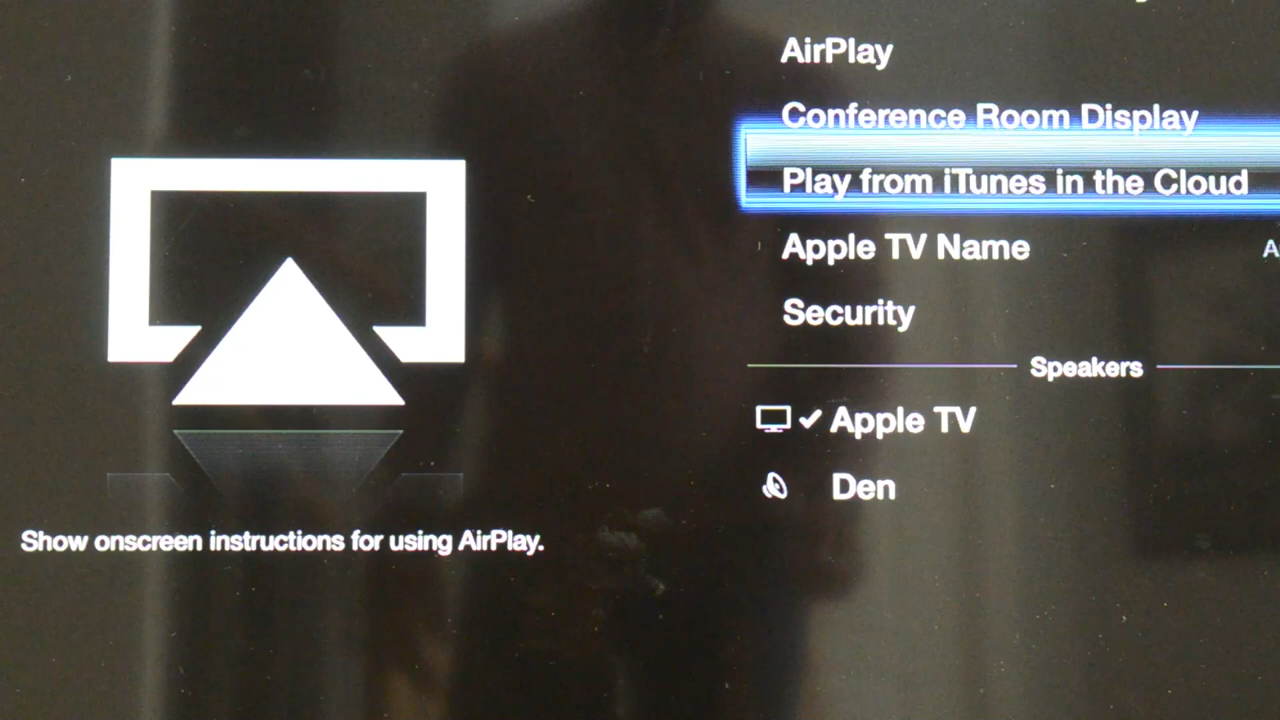 AirPlay
Conference Room Display
Play from iTunes in the Cloud
Apple TV Name
Security
Speakers
Apple TV
Den
Show onscreen instructions for using AirPlay.